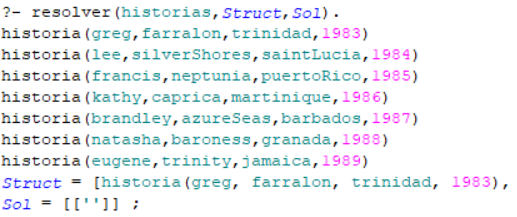 ?- resolver(historias,Struct,Sol).
historia(greg,farralon,trinidad,1983)
historia(lee,silverShores,saintLucia,1984)
historia(francis,neptunia,puertoRico,1985)
historia(kathy,caprica,martinique,1986)
historia(brandley,azureSeas,barbados,1987)
historia(natasha,baroness,granada,1988)
historia(eugene,trinity,jamaica,1989)
Struct = [historia(greg, farralon, trinidad, 1983),
Sol = [['']] ;